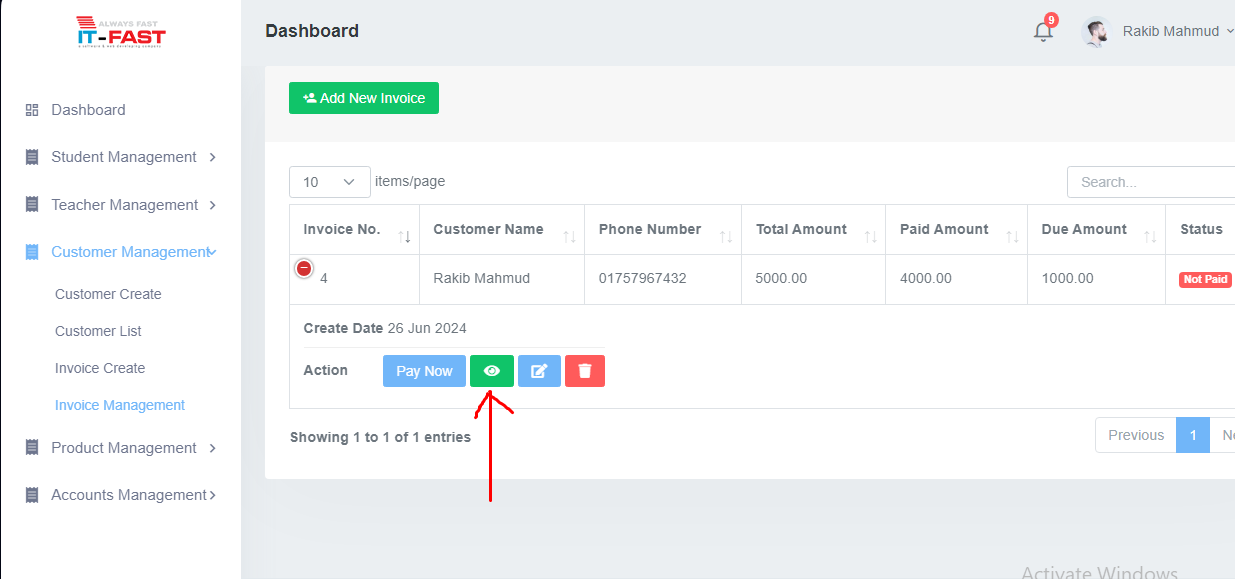 ALWAYS FAST
IT-FAST
Dashboard
9
Rakib Mahmud
Dashboard
Student Management
Teacher Management
Customer Management
Customer Create
Customer List
Invoice Create
Invoice Management
Product Management
Accounts Management
Add New Invoice
10 items/page
Search...
Invoice No. Customer Name Phone Number Total Amount Paid Amount Due Amount Status
4 Rakib Mahmud 01757967432 5000.00 4000.00 1000.00 Not Paid
Create Date 26 Jun 2024
Action Pay Now
Showing 1 to 1 of 1 entries
Previous 1
Activate Windows